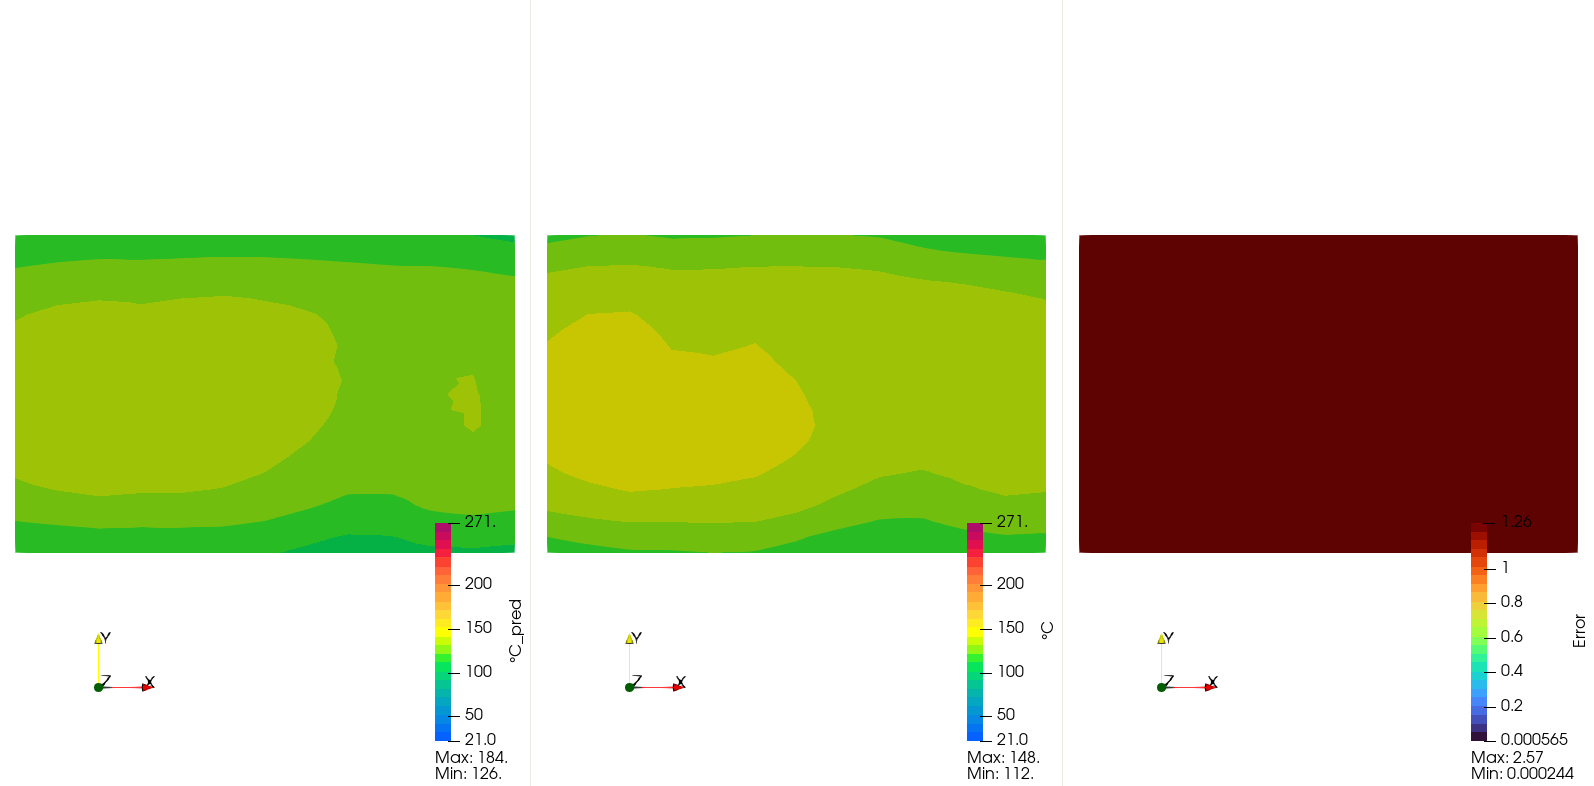 271.
200
150
100
50
21.0
°C_pred
Max: 184.
Min: 126.
Y
Z
X
271.
200
150
100
50
21.0
°C
Max: 148.
Min: 112.
Y
Z
X
1.26
1
0.8
0.6
0.4
0.2
0.000565
Error
Max: 2.57
Min: 0.000244
Y
Z
X